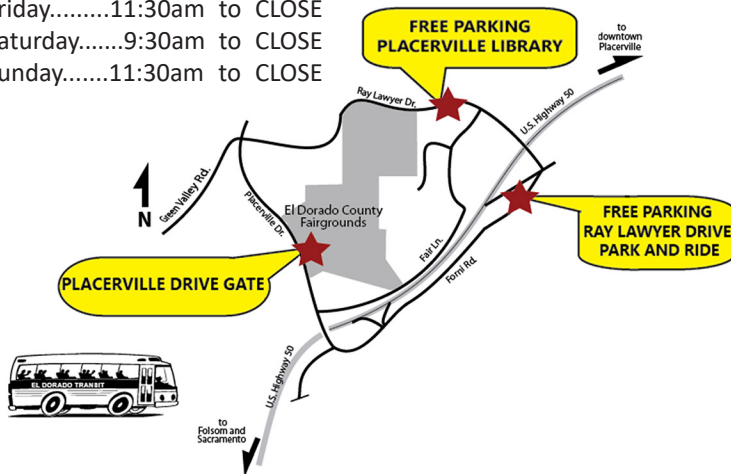 riday.........11:30am to CLOSE
aturday.......9:30am to CLOSE
unday.......11:30am to CLOSE
FREE PARKING
PLACERVILLE LIBRARY
to
downtown
Placerville
Ray Lawyer Dr.
U.S. Highway 50
Green Valley Rd.
N
Placerville Dr.
El Dorado County
Fairgrounds
FREE PARKING
RAY LAWYER DRIVE
PARK AND RIDE
Fair Ln.
Forni Rd.
PLACERVILLE DRIVE GATE
EL DORADO TRANSIT
U.S. Highway 50
to
Folsom and
Sacramento